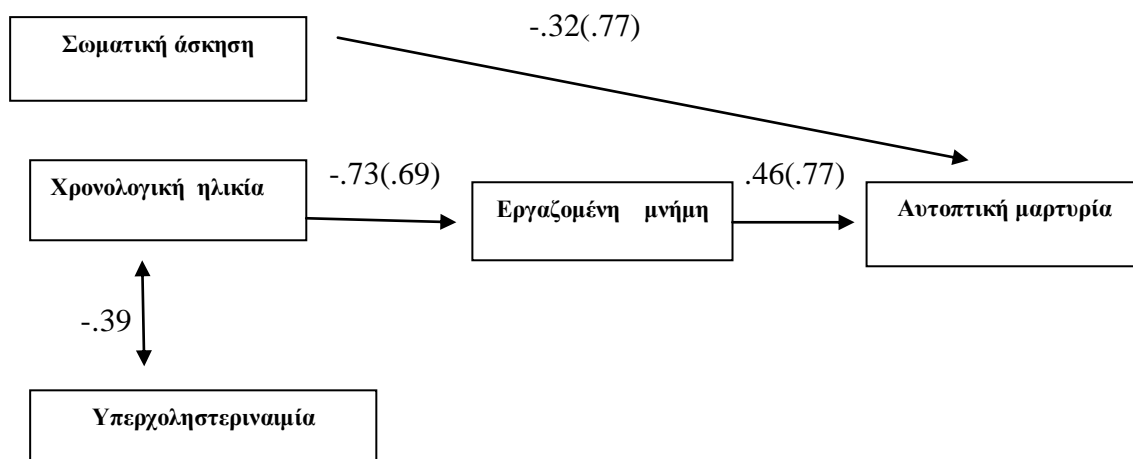 -.32(.77)
Σωματική άσκηση
Χρονολογική ηλικία
-.73(.69)
Εργαζομένη μνήμη
.46(.77)
Αυτοπτική μαρτυρία
-.39
Υπερχοληστεριναιμία